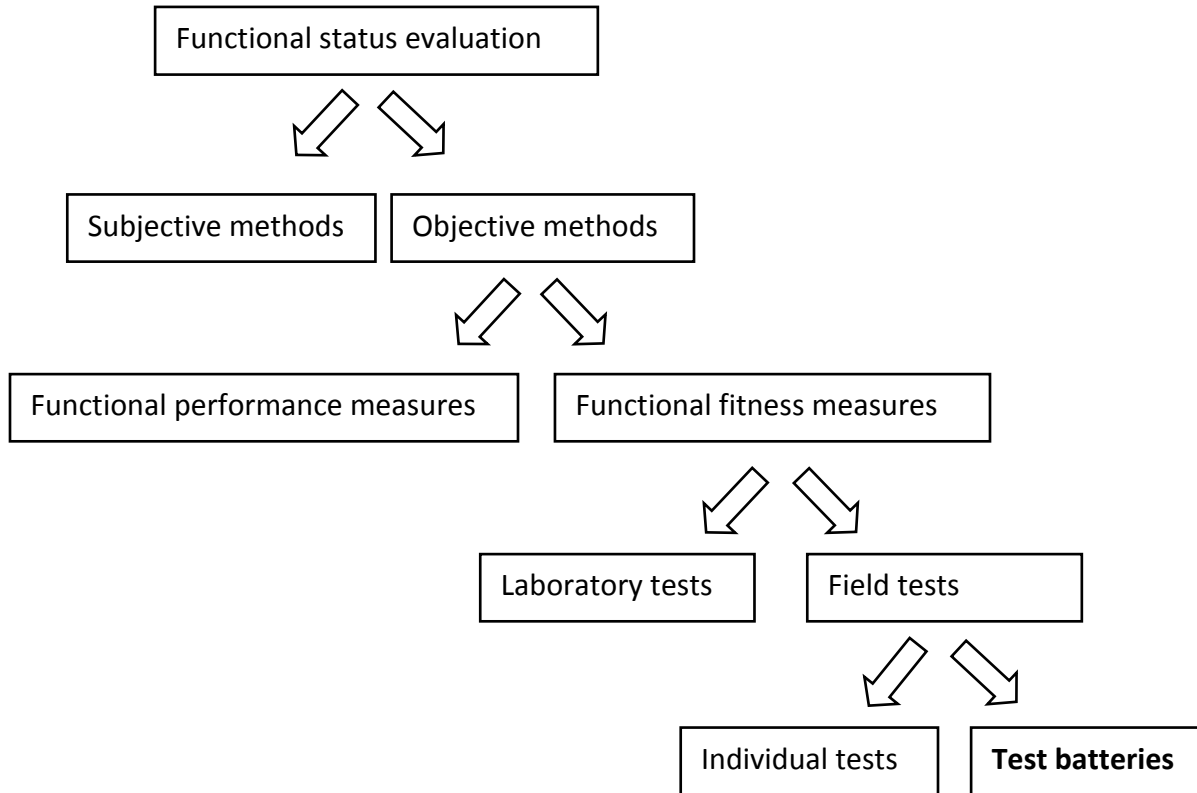 Functional status evaluation
Subjective methods
Objective methods
Functional performance measures
Functional fitness measures
Laboratory tests
Field tests
Individual tests
Test batteries